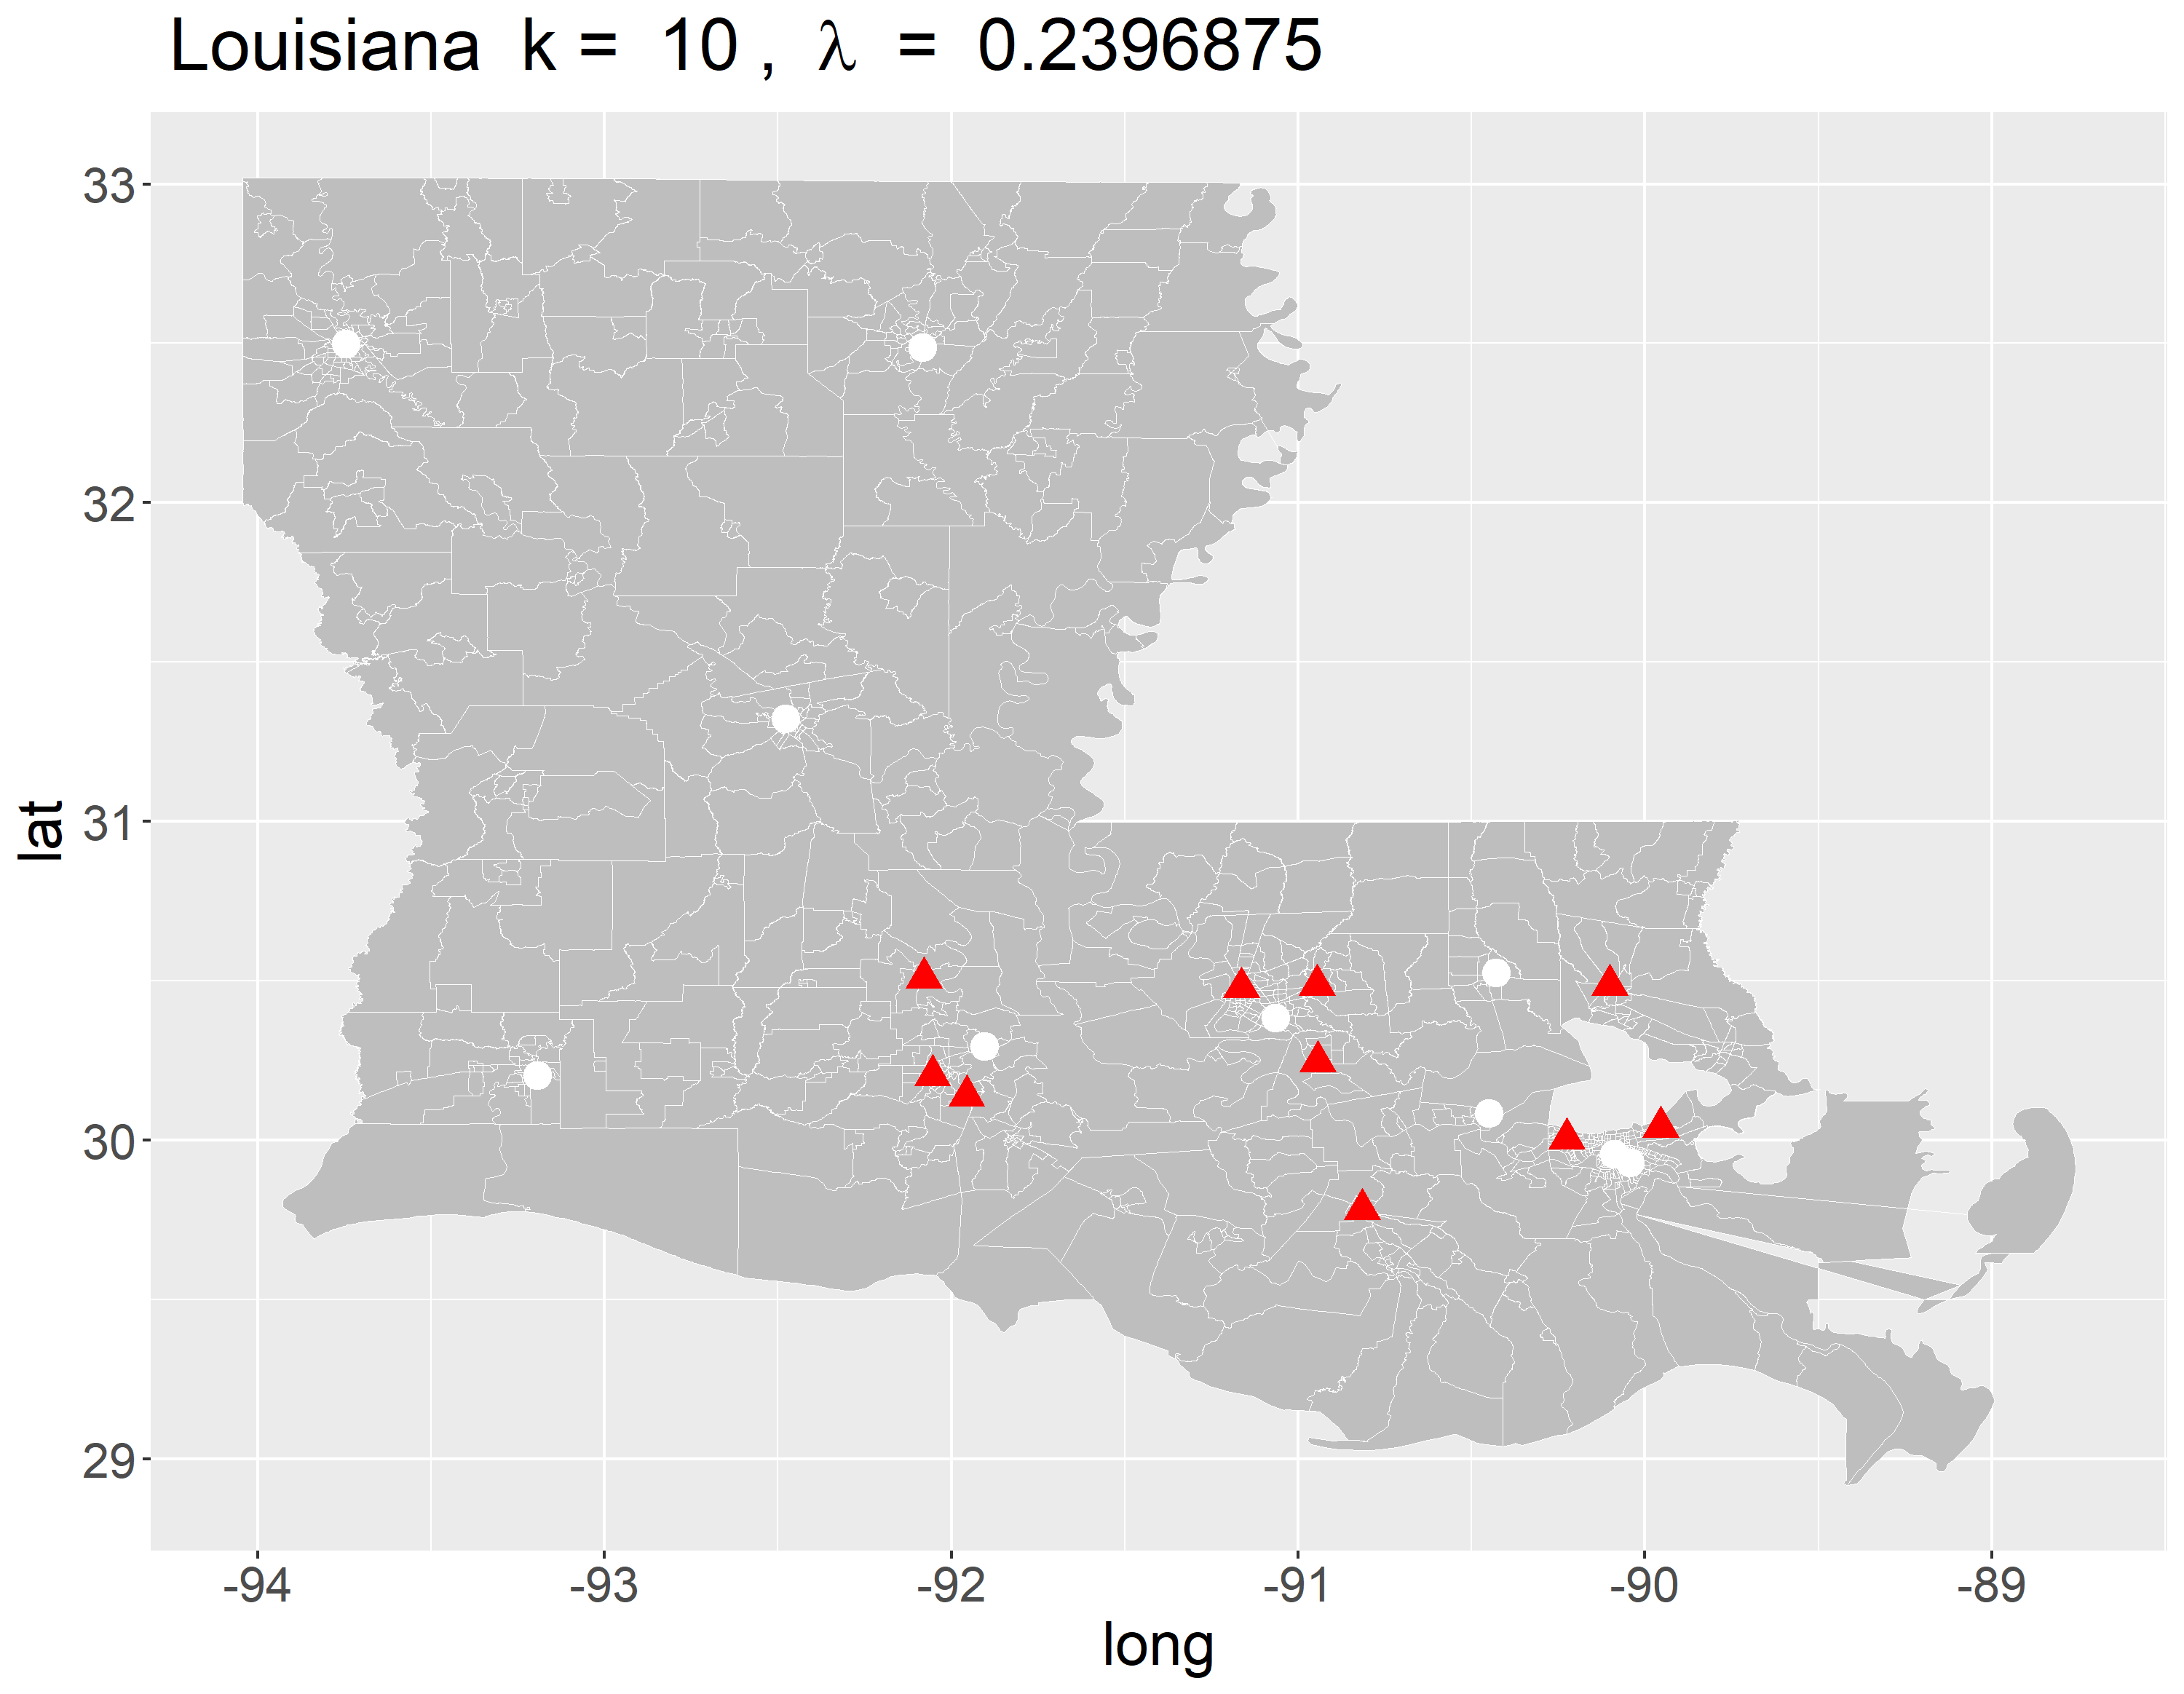 Louisiana k = 10 , λ = 0.2396875
33
32
31
30
29
lat
-94 -93 -92 -91 -90 -89
long